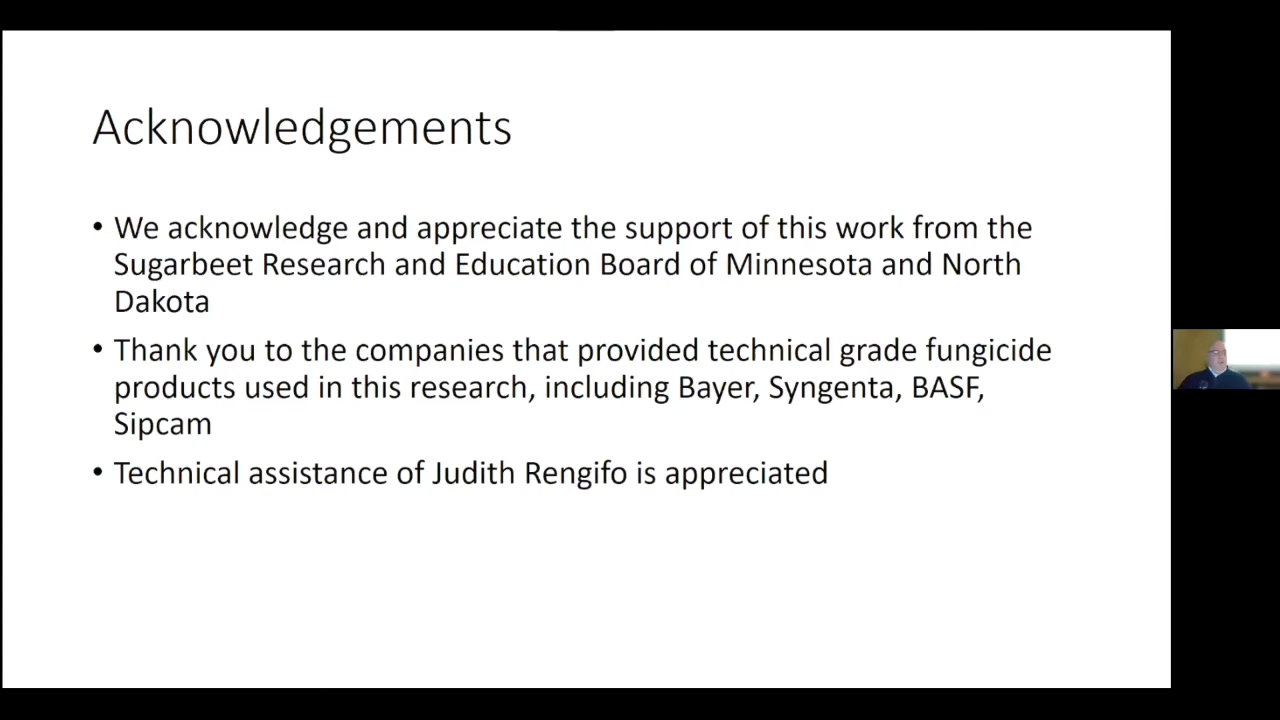 Acknowledgements
• We acknowledge and appreciate the support of this work from the
Sugarbeet Research and Education Board of Minnesota and North
Dakota
• Thank you to the companies that provided technical grade fungicide
products used in this research, including Bayer, Syngenta, BASF,
Sipcam
• Technical assistance of Judith Rengifo is appreciated